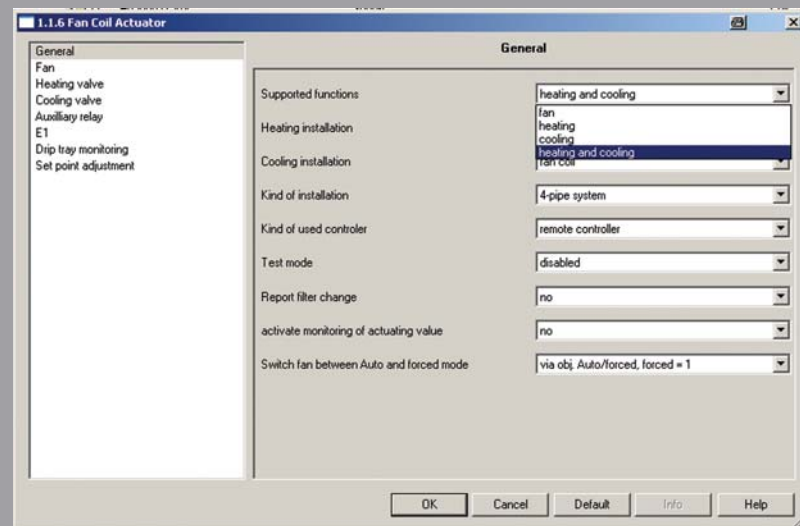 1.1.6 Fan Coil Actuator
General
Fan
Heating valve
Cooling valve
Auxilliary relay
E1
Drip tray monitoring
Set point adjustment
General
Supported functions
heating and cooling
fan
heating
cooling
heating and cooling
Heating installation
Cooling installation
fan coil
Kind of installation
4-pipe system
Kind of used controler
remote controller
Test mode
disabled
Report filter change
no
activate monitoring of actuating value
no
Switch fan between Auto and forced mode
via obj. Auto/forced, forced = 1
OK
Cancel
Default
Info
Help